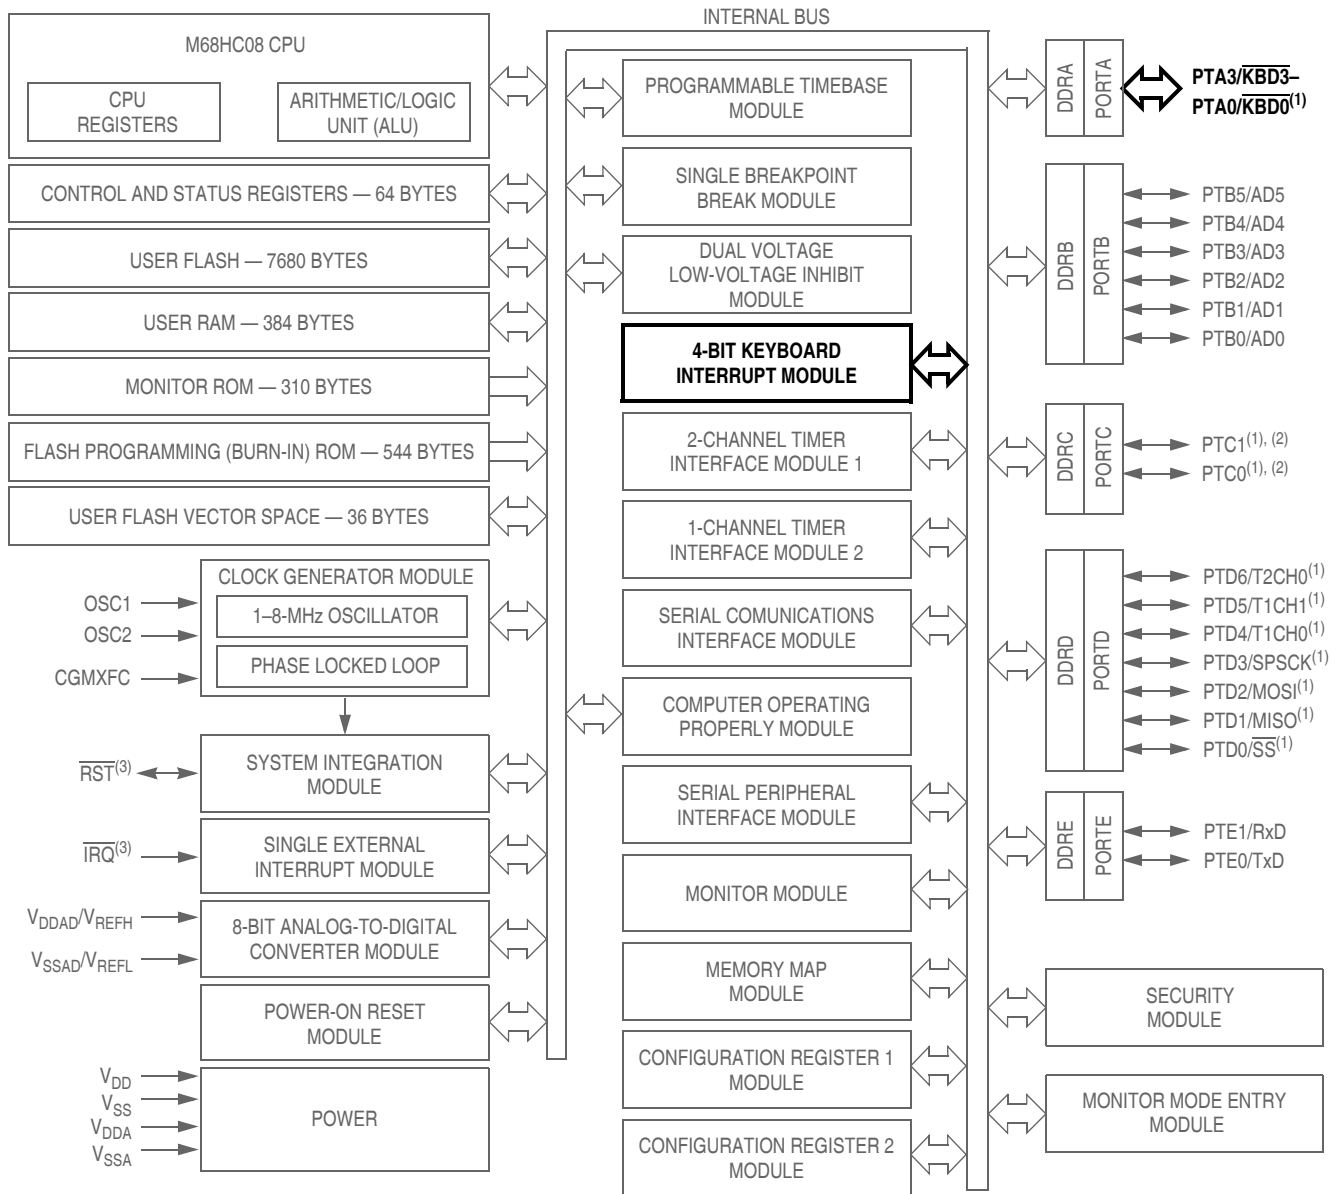 INTERNAL BUS
M68HC08 CPU
CPU
REGISTERS
ARITHMETIC/LOGIC
UNIT (ALU)
CONTROL AND STATUS REGISTERS — 64 BYTES
USER FLASH — 7680 BYTES
USER RAM — 384 BYTES
MONITOR ROM — 310 BYTES
FLASH PROGRAMMING (BURN-IN) ROM — 544 BYTES
USER FLASH VECTOR SPACE — 36 BYTES
CLOCK GENERATOR MODULE
1–8-MHz OSCILLATOR
PHASE LOCKED LOOP
OSC1
OSC2
CGMXFC
SYSTEM INTEGRATION
MODULE
RST(3)
SINGLE EXTERNAL
INTERRUPT MODULE
IRQ(3)
8-BIT ANALOG-TO-DIGITAL
CONVERTER MODULE
VDDAD/VREFH
VSSAD/VREFL
POWER-ON RESET
MODULE
POWER
VDD
VSS
VDDA
VSSA
PROGRAMMABLE TIMEBASE
MODULE
SINGLE BREAKPOINT
BREAK MODULE
DUAL VOLTAGE
LOW-VOLTAGE INHIBIT
MODULE
4-BIT KEYBOARD
INTERRUPT MODULE
2-CHANNEL TIMER
INTERFACE MODULE 1
1-CHANNEL TIMER
INTERFACE MODULE 2
SERIAL COMUNICATIONS
INTERFACE MODULE
COMPUTER OPERATING
PROPERLY MODULE
SERIAL PERIPHERAL
INTERFACE MODULE
MONITOR MODULE
MEMORY MAP
MODULE
CONFIGURATION REGISTER 1
MODULE
CONFIGURATION REGISTER 2
MODULE
DDRA
PORTA
PTA3/KBD3–
PTA0/KBD0(1)
DDRB
PORTB
PTB5/AD5
PTB4/AD4
PTB3/AD3
PTB2/AD2
PTB1/AD1
PTB0/AD0
DDRC
PORTC
PTC1(1), (2)
PTC0(1), (2)
DDRD
PORTD
PTD6/T2CH0(1)
PTD5/T1CH1(1)
PTD4/T1CH0(1)
PTD3/SPSCK(1)
PTD2/MOSI(1)
PTD1/MISO(1)
PTD0/SS(1)
DDRE
PORTE
PTE1/RxD
PTE0/TxD
SECURITY
MODULE
MONITOR MODE ENTRY
MODULE